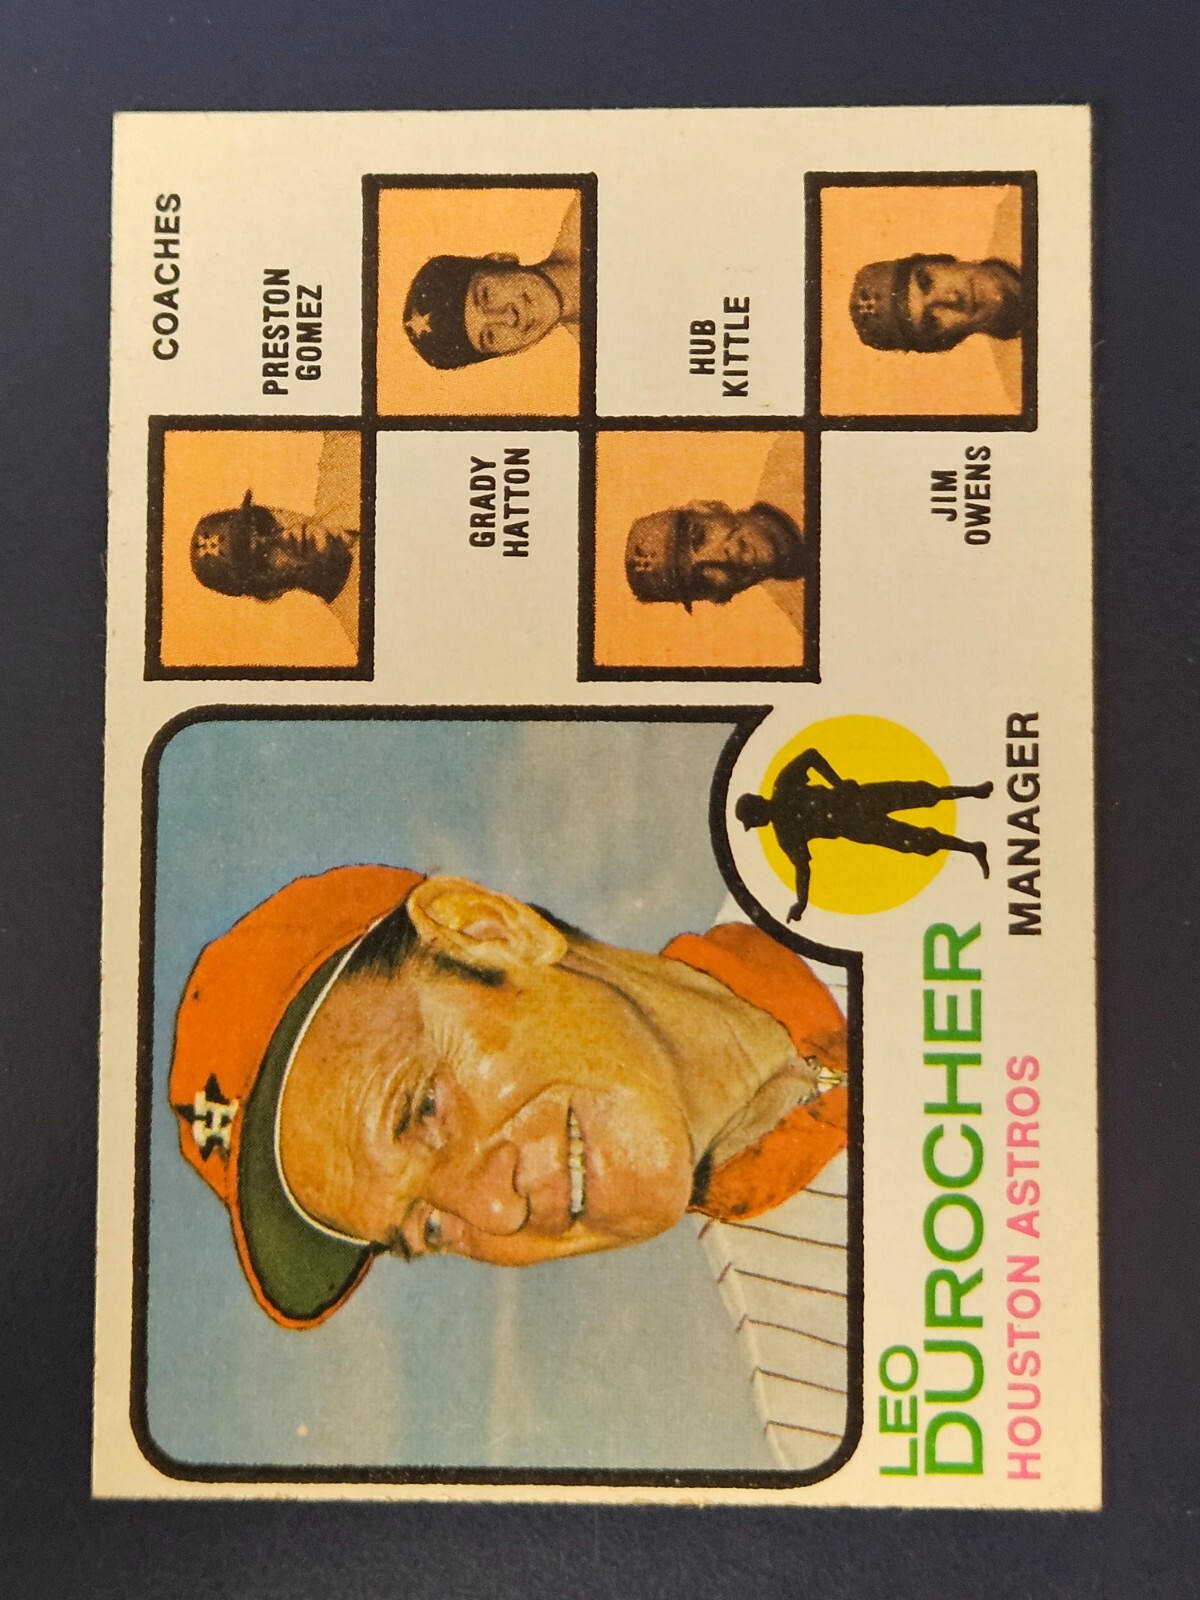 LEO
DUROCHER
HOUSTON ASTROS
MANAGER
COACHES
PRESTON
GOMEZ
GRADY
HATTON
HUB
KITTLE
JIM
OWENS
H